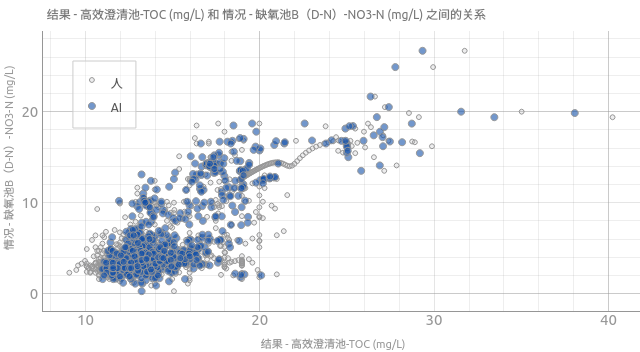 结果 - 高效澄清池-TOC (mg/L) 和 情况 - 缺氧池B（D-N）-NO3-N (mg/L) 之间的关系
人
AI
20
10
0
10
20
30
40
情况 - 缺氧池B（D-N）-NO3-N (mg/L)
结果 - 高效澄清池-TOC (mg/L)